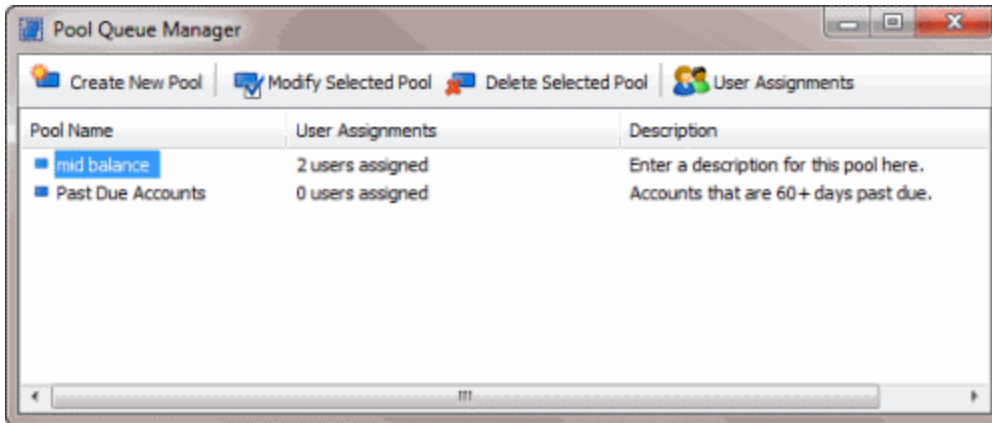 Pool Queue Manager
Create New Pool Modify Selected Pool Delete Selected Pool User Assignments
Pool Name User Assignments Description
mid balance 2 users assigned Enter a description for this pool here.
Past Due Accounts 0 users assigned Accounts that are 60+ days past due.